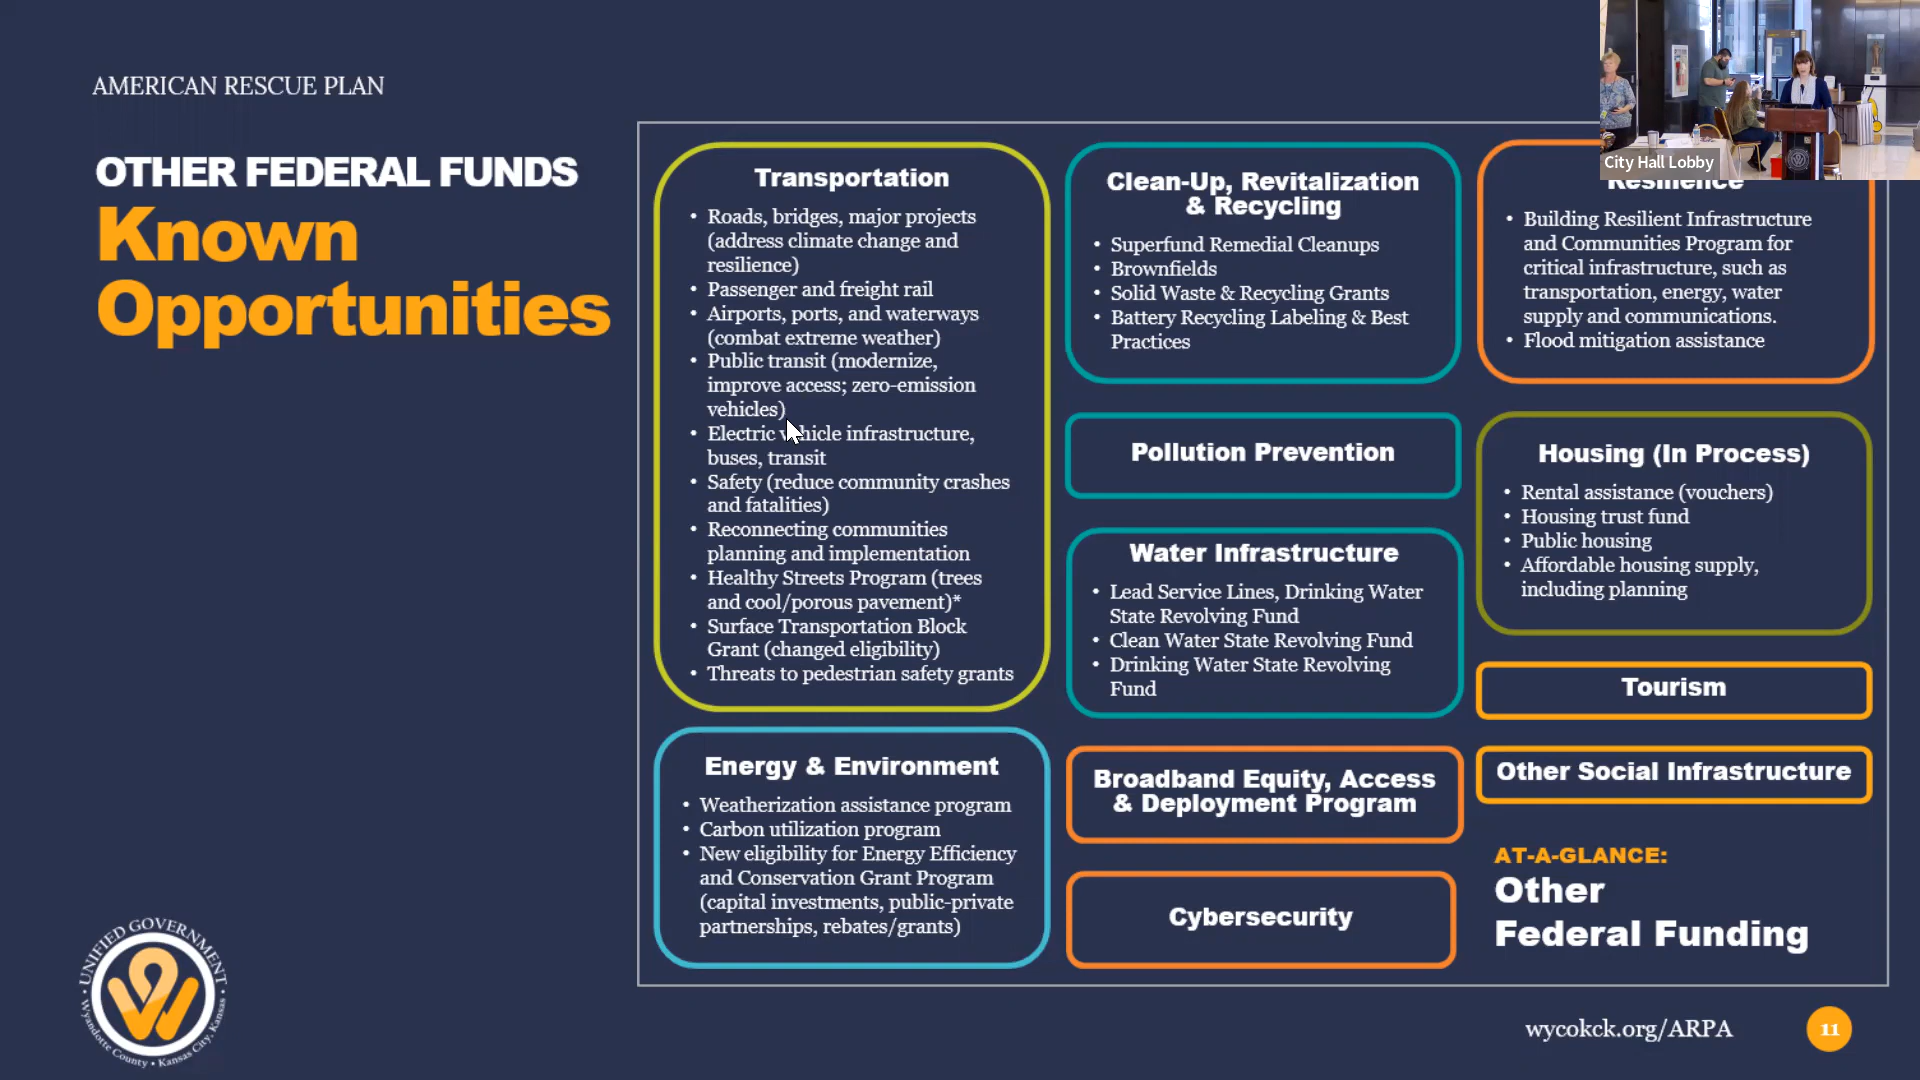 AMERICAN RESCUE PLAN
OTHER FEDERAL FUNDS
Known
Opportunities
Transportation
• Roads, bridges, major projects
(address climate change and
resilience)
• Passenger and freight rail
• Airports, ports, and waterways
(combat extreme weather)
• Public transit (modernize,
improve access; zero-emission
vehicles)
• Electric vehicle infrastructure,
buses, transit
• Safety (reduce community crashes
and fatalities)
• Reconnecting communities
planning and implementation
• Healthy Streets Program (trees
and cool/porous pavement)*
• Surface Transportation Block
Grant (changed eligibility)
• Threats to pedestrian safety grants
Energy & Environment
• Weatherization assistance program
• Carbon utilization program
• New eligibility for Energy Efficiency
and Conservation Grant Program
(capital investments, public-private
partnerships, rebates/grants)
Clean-Up, Revitalization
& Recycling
• Superfund Remedial Cleanups
• Brownfields
• Solid Waste & Recycling Grants
• Battery Recycling Labeling & Best
Practices
Pollution Prevention
Water Infrastructure
• Lead Service Lines, Drinking Water
State Revolving Fund
• Clean Water State Revolving Fund
• Drinking Water State Revolving
Fund
Broadband Equity, Access
& Deployment Program
Cybersecurity
City Hall Lobby
Resilience
• Building Resilient Infrastructure
and Communities Program for
critical infrastructure, such as
transportation, energy, water
supply and communications.
• Flood mitigation assistance
Housing (In Process)
• Rental assistance (vouchers)
• Housing trust fund
• Public housing
• Affordable housing supply,
including planning
Tourism
Other Social Infrastructure
AT-A-GLANCE:
Other
Federal Funding
UNIFIED GOVERNMENT
Wyandotte County • Kansas City, Kansas
wycokck.org/ARPA
11